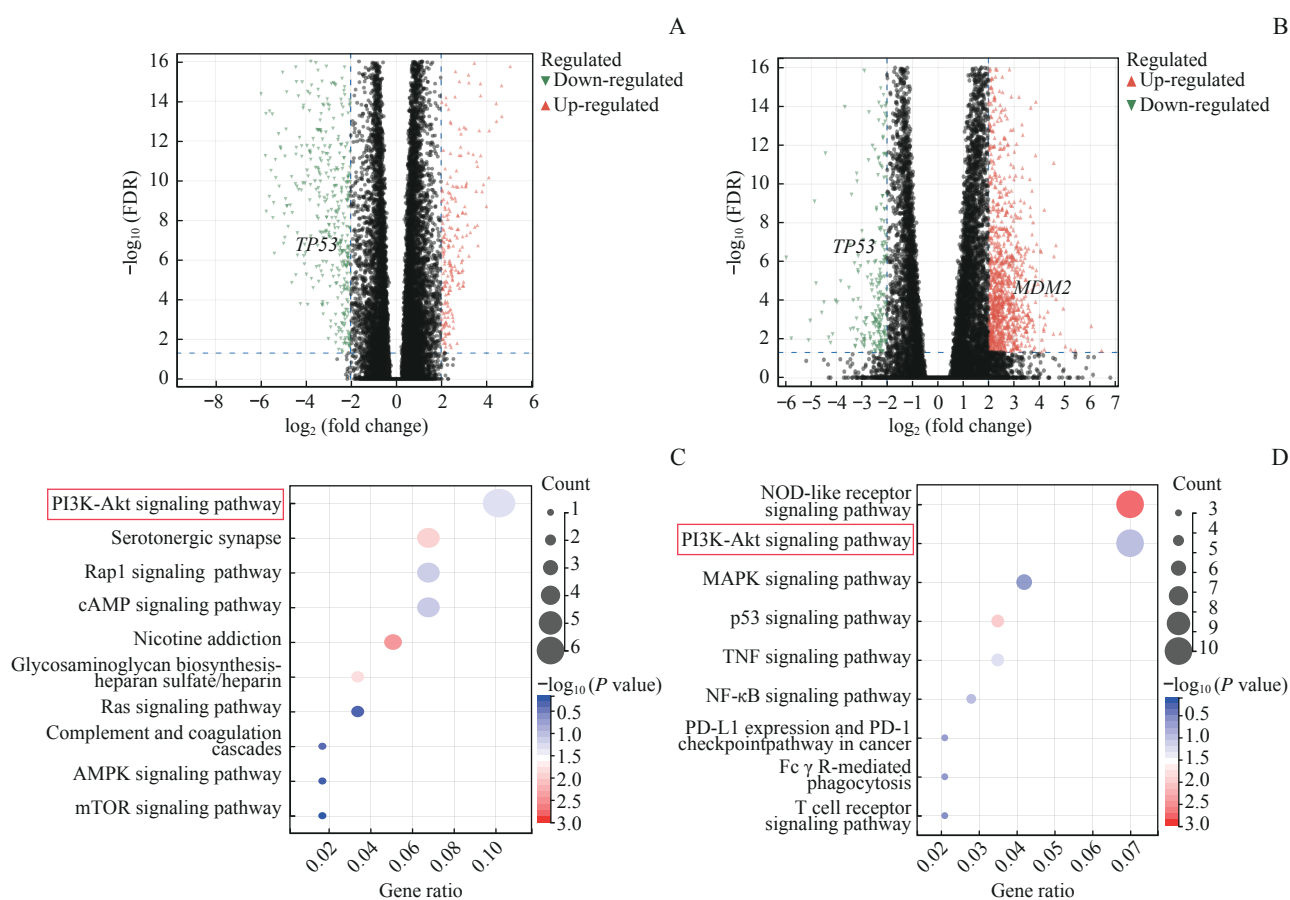 A
16
14
12
10
8
6
4
2
0
−log₁₀ (FDR)
TP53
−8
−6
−4
−2
0
2
4
6
log₂ (fold change)
Regulated
Down-regulated
Up-regulated
B
16
14
12
10
8
6
4
2
0
−log₁₀ (FDR)
TP53
MDM2
−6
−5
−4
−3
−2
−1
0
1
2
3
4
5
6
7
log₂ (fold change)
Regulated
Up-regulated
Down-regulated
C
PI3K-Akt signaling pathway
Serotonergic synapse
Rap1 signaling pathway
cAMP signaling pathway
Nicotine addiction
Glycosaminoglycan biosynthesis-
heparan sulfate/heparin
Ras signaling pathway
Complement and coagulation
cascades
AMPK signaling pathway
mTOR signaling pathway
0.02
0.04
0.06
0.08
0.10
Gene ratio
Count
1
2
3
4
5
6
−log₁₀ (P value)
0.5
1.0
1.5
2.0
2.5
3.0
D
NOD-like receptor
signaling pathway
PI3K-Akt signaling pathway
MAPK signaling pathway
p53 signaling pathway
TNF signaling pathway
NF-κB signaling pathway
PD-L1 expression and PD-1
checkpointpathway in cancer
Fc γ R-mediated
phagocytosis
T cell receptor
signaling pathway
0.02
0.03
0.04
0.05
0.06
0.07
Gene ratio
Count
3
4
5
6
7
8
9
10
−log₁₀ (P value)
0.5
1.0
1.5
2.0
2.5
3.0